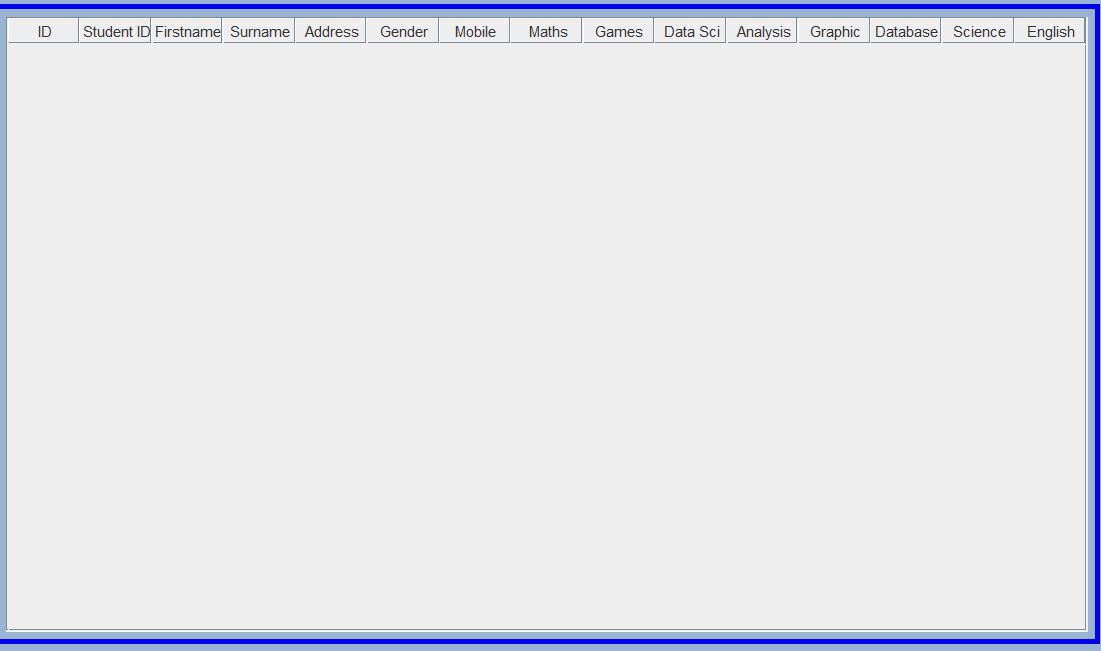 ID Student ID Firstname Surname Address Gender Mobile Maths Games Data Sci Analysis Graphic Database Science English